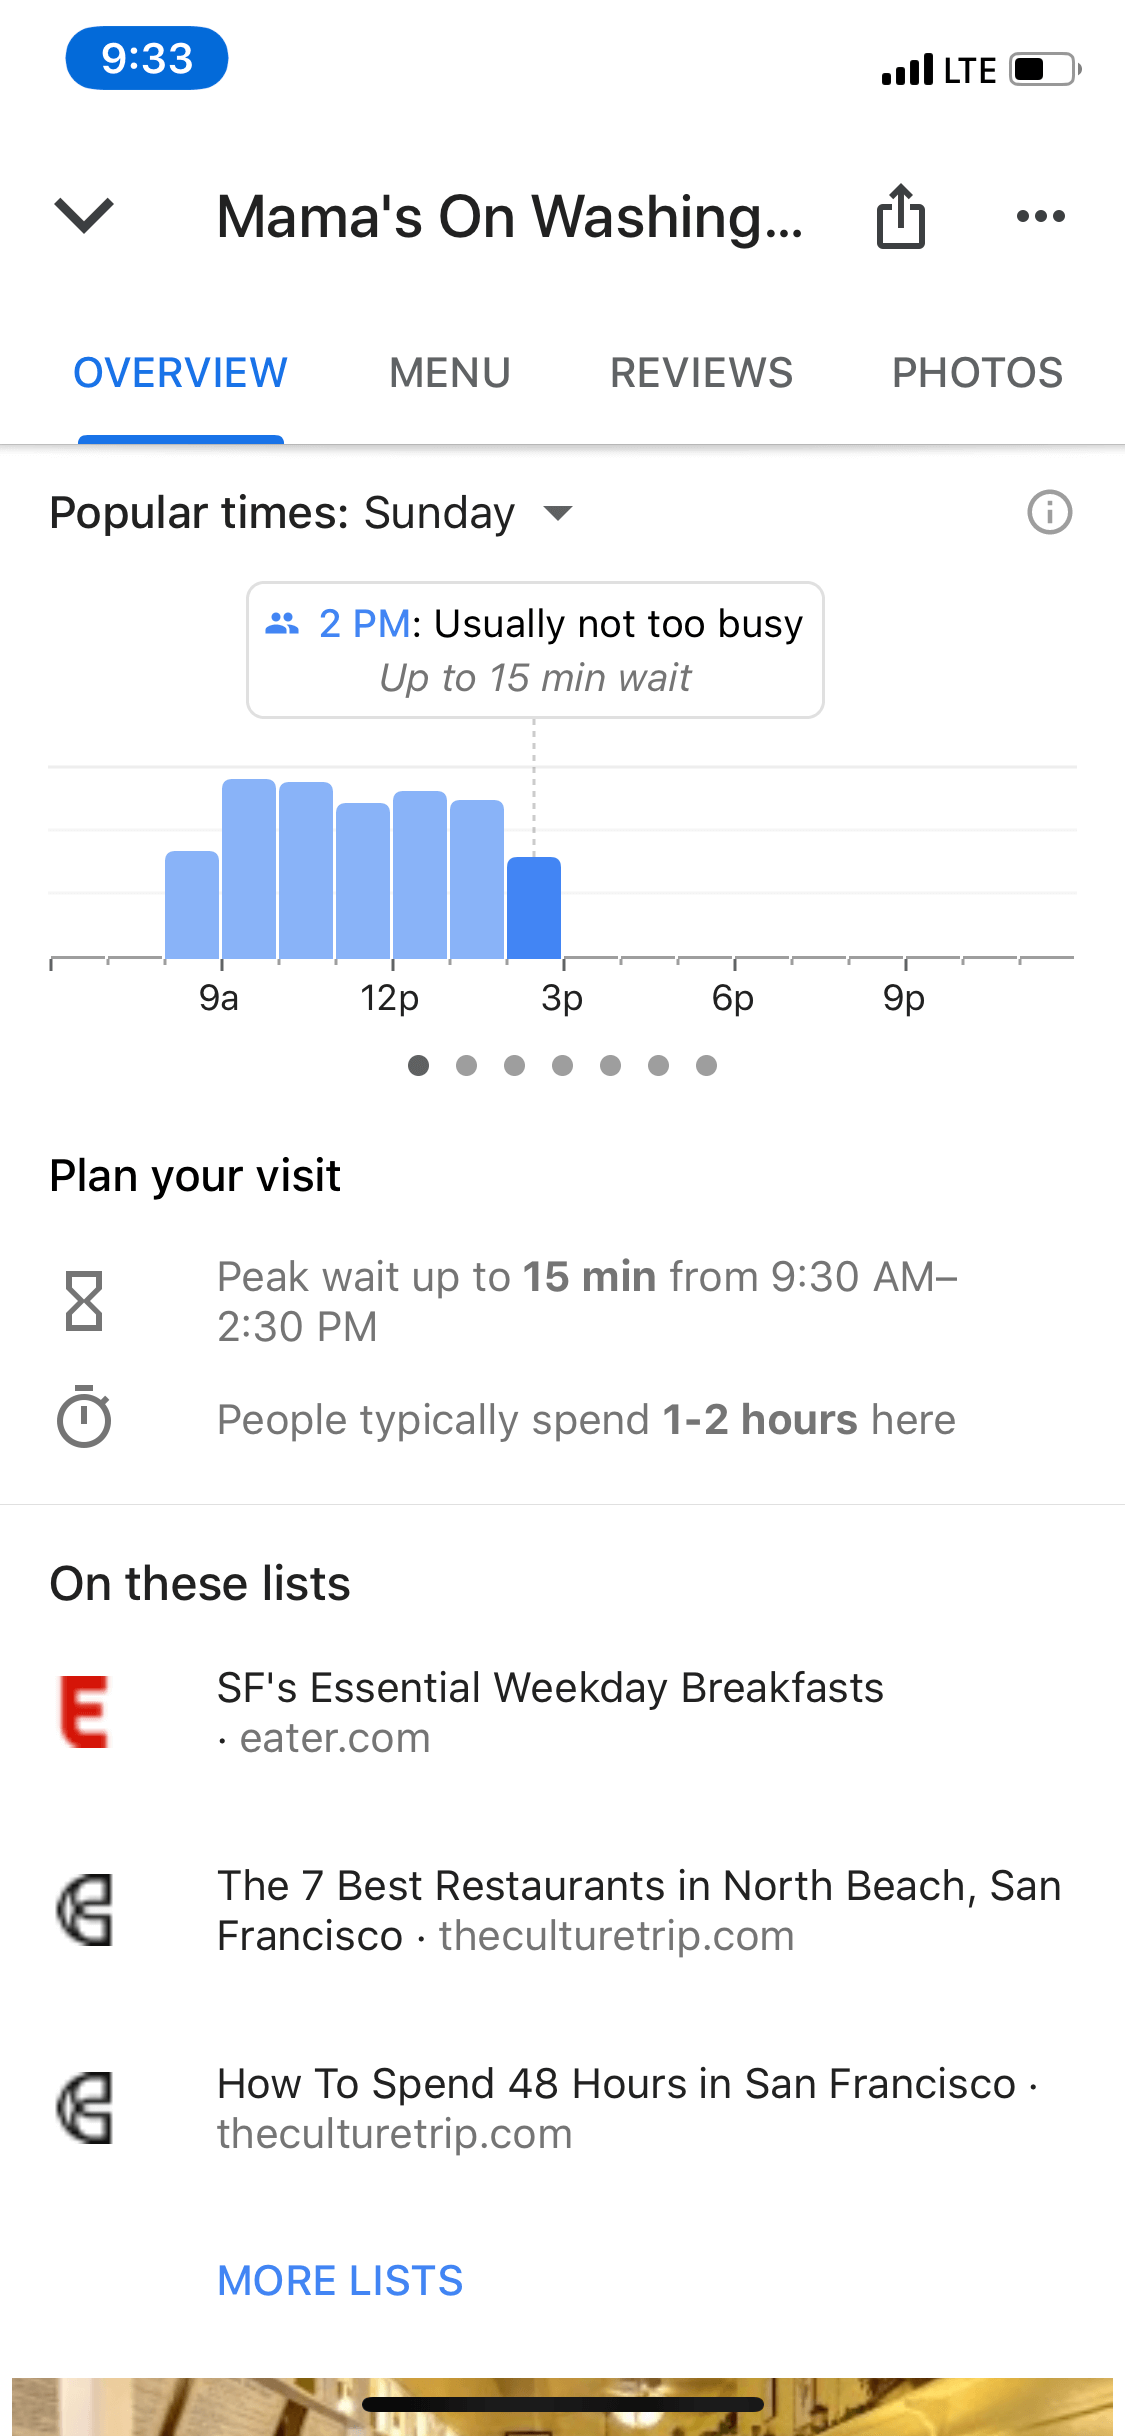 9:33
LTE
Mama's On Washing...
OVERVIEW MENU REVIEWS PHOTOS
Popular times: Sunday
2 PM: Usually not too busy
Up to 15 min wait
9a 12p 3p 6p 9p
Plan your visit
Peak wait up to 15 min from 9:30 AM–
2:30 PM
People typically spend 1-2 hours here
On these lists
SF's Essential Weekday Breakfasts
· eater.com
The 7 Best Restaurants in North Beach, San
Francisco · theculturetrip.com
How To Spend 48 Hours in San Francisco ·
theculturetrip.com
MORE LISTS